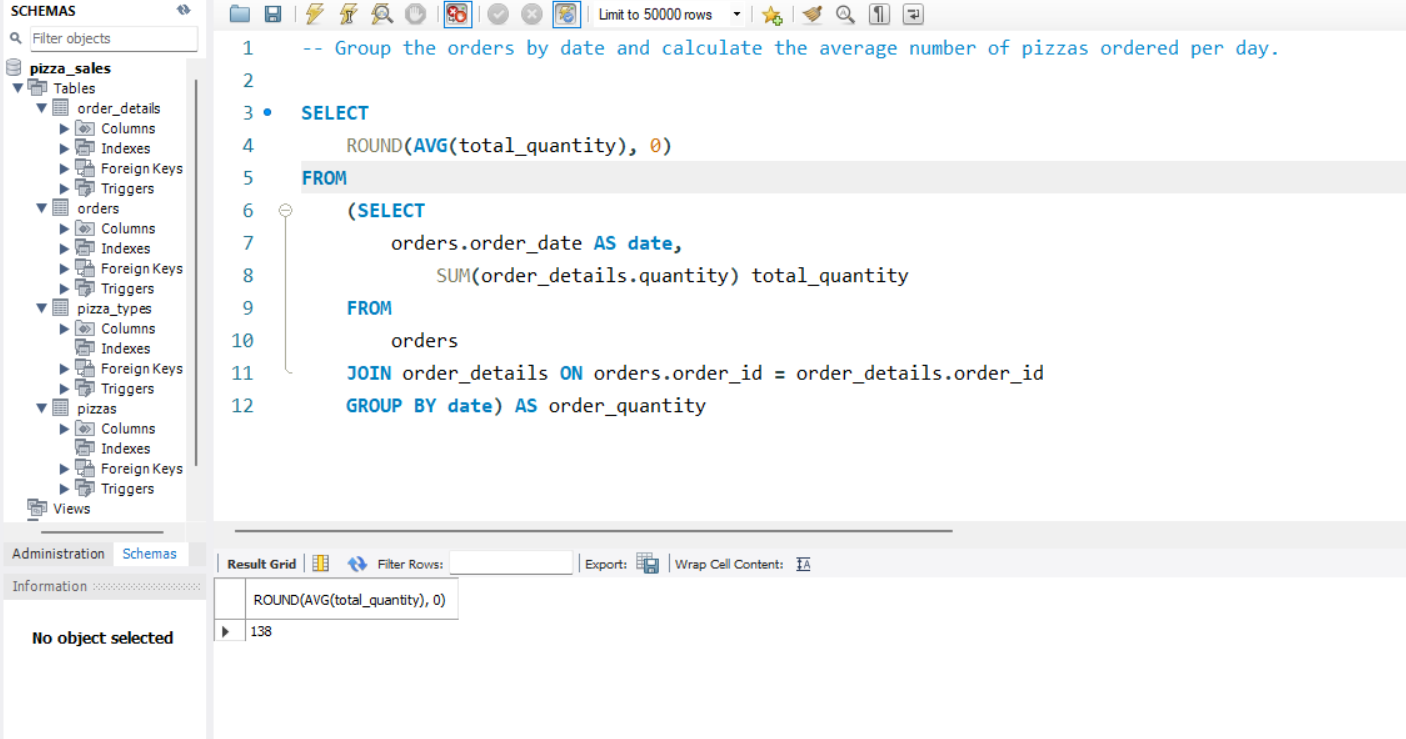 SCHEMAS
Filter objects
pizza_sales
Tables
order_details
Columns
Indexes
Foreign Keys
Triggers
orders
Columns
Indexes
Foreign Keys
Triggers
pizza_types
Columns
Indexes
Foreign Keys
Triggers
pizzas
Columns
Indexes
Foreign Keys
Triggers
Views
Administration Schemas
Information
No object selected
Limit to 50000 rows
1 -- Group the orders by date and calculate the average number of pizzas ordered per day.
2
3 SELECT
4 ROUND(AVG(total_quantity), 0)
5 FROM
6 (SELECT
7 orders.order_date AS date,
8 SUM(order_details.quantity) total_quantity
9 FROM
10 orders
11 JOIN order_details ON orders.order_id = order_details.order_id
12 GROUP BY date) AS order_quantity
Result Grid Filter Rows: Export: Wrap Cell Content:
ROUND(AVG(total_quantity), 0)
138